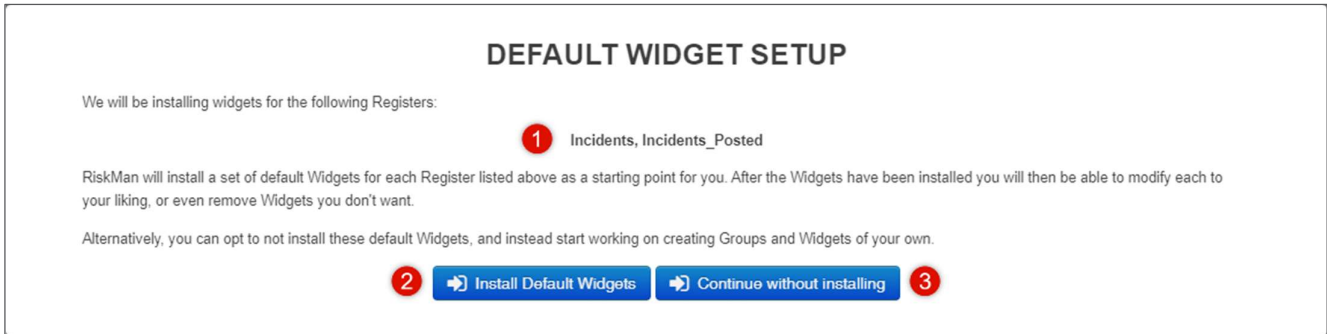 DEFAULT WIDGET SETUP
We will be installing widgets for the following Registers:
1 Incidents, Incidents_Posted
RiskMan will install a set of default Widgets for each Register listed above as a starting point for you. After the Widgets have been installed you will then be able to modify each to
your liking, or even remove Widgets you don't want.
Alternatively, you can opt to not install these default Widgets, and instead start working on creating Groups and Widgets of your own.
2 Install Default Widgets Continue without installing 3